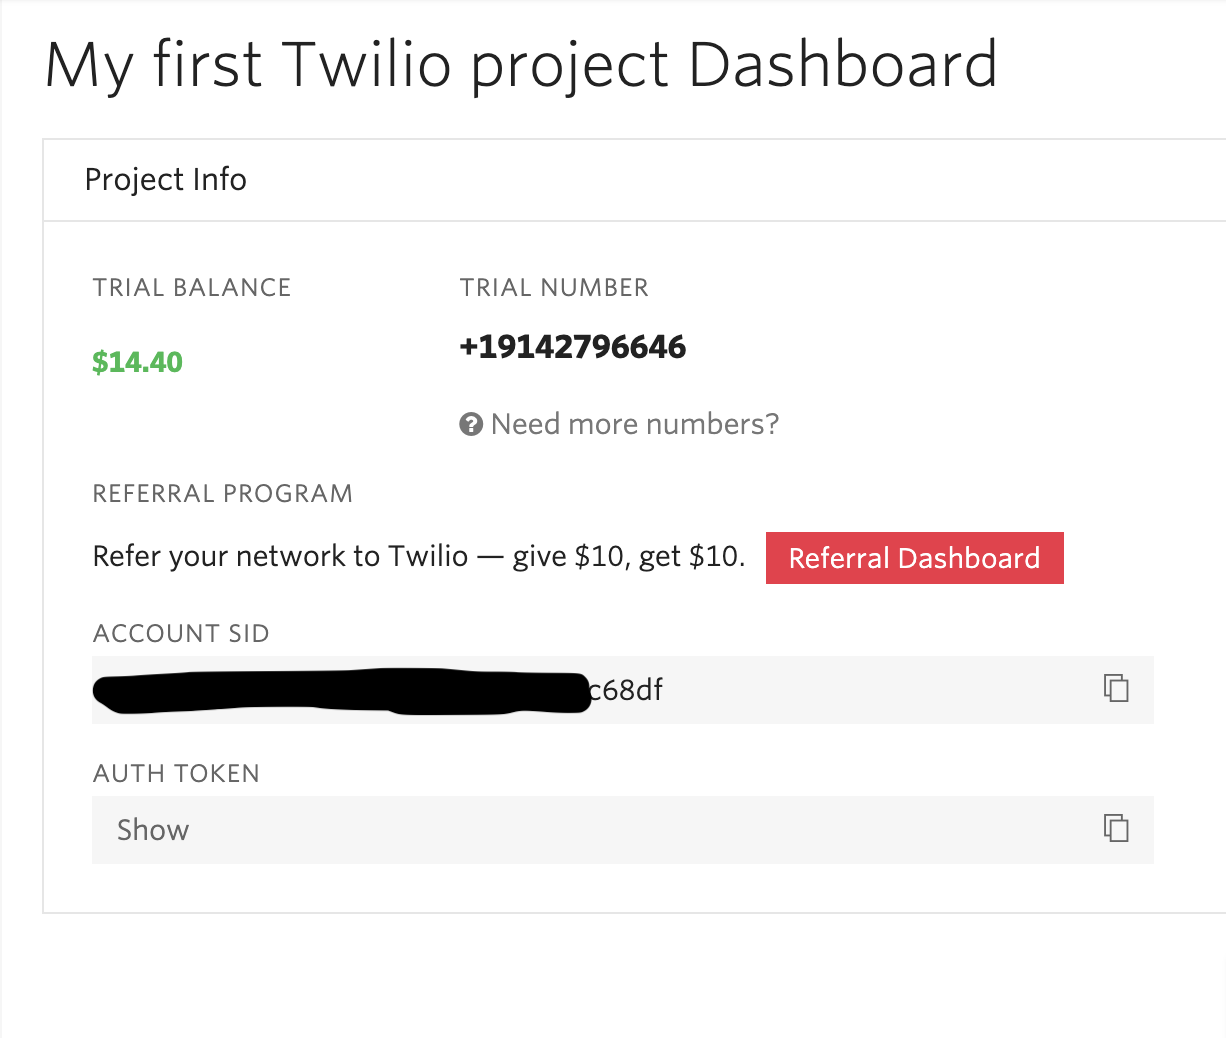 My first Twilio project Dashboard
Project Info
TRIAL BALANCE
TRIAL NUMBER
$14.40
+19142796646
Need more numbers?
REFERRAL PROGRAM
Refer your network to Twilio — give $10, get $10.
Referral Dashboard
ACCOUNT SID
c68df
AUTH TOKEN
Show